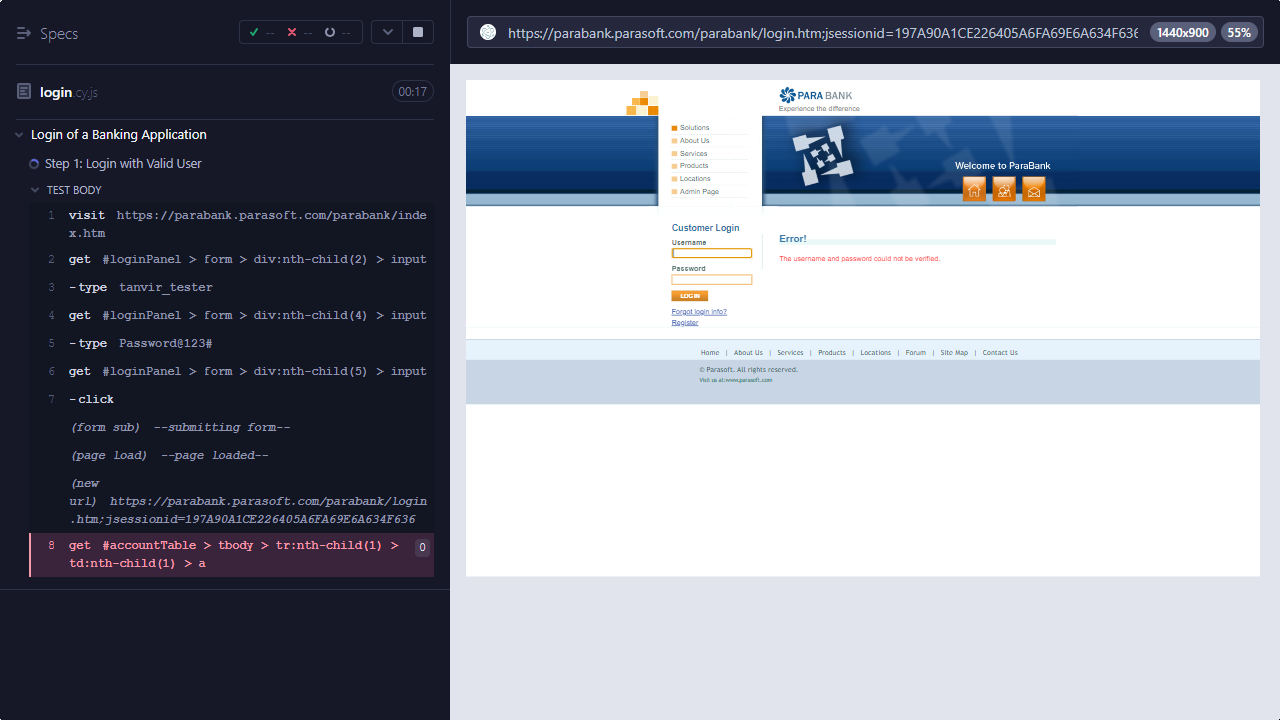 Specs
-- -- --
login cy.js
00:17
Login of a Banking Application
Step 1: Login with Valid User
TEST BODY
1 visit https://parabank.parasoft.com/parabank/inde
x.htm
2 get #loginPanel > form > div:nth-child(2) > input
3 -type tanvir_tester
4 get #loginPanel > form > div:nth-child(4) > input
5 -type Password@123#
6 get #loginPanel > form > div:nth-child(5) > input
7 -click
(form sub) --submitting form--
(page load) --page loaded--
(new
url) https://parabank.parasoft.com/parabank/login
.htm;jsessionid=197A90A1CE226405A6FA69E6A634F636
8 get #accountTable > tbody > tr:nth-child(1) >
td:nth-child(1) > a
0
https://parabank.parasoft.com/parabank/login.htm;jsessionid=197A90A1CE226405A6FA69E6A634F636
1440x900
55%
PARA BANK
Experience the difference
Solutions
About Us
Services
Products
Locations
Admin Page
Welcome to ParaBank
Customer Login
Username
Password
LOG IN
Forgot login info?
Register
Error!
The username and password could not be verified.
Home | About Us | Services | Products | Locations | Forum | Site Map | Contact Us
© Parasoft. All rights reserved.
Visit us at:www.parasoft.com